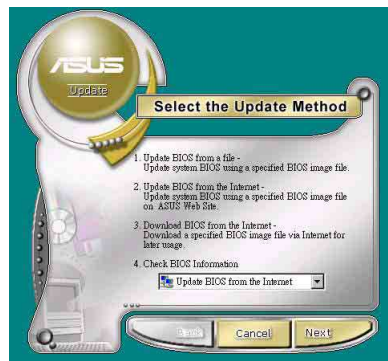 ASUS
Update
Select the Update Method
1. Update BIOS from a file -
Update system BIOS using a specified BIOS image file.
2. Update BIOS from the Internet -
Update system BIOS using a specified BIOS image file
on ASUS Web Site.
3. Download BIOS from the Internet -
Download a specified BIOS image file via Internet for
later usage.
4. Check BIOS Information
Update BIOS from the Internet
Back Cancel Next